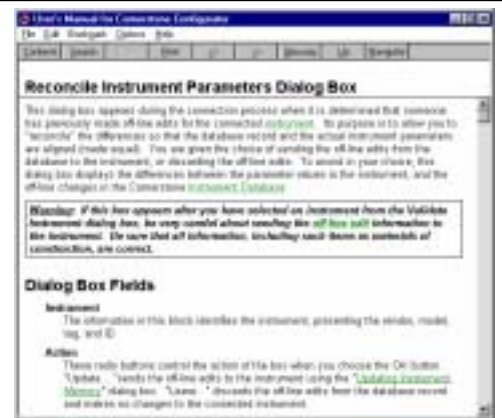 User's Manual for Cornerstone Configurator
File Edit Bookmark Options Help
Contents Search Print Glossary Up Navigator
Reconcile Instrument Parameters Dialog Box
This dialog box appears during the connection process when it is determined that someone
has previously made off-line edits for the connected instrument. Its purpose is to allow you to
"reconcile" the differences so that the database record and the actual instrument parameters
are aligned (made equal). You are given the choice of sending the off-line edits from the
database to the instrument, or discarding the off-line edits. To assist in your choice, this
dialog box displays the differences between the parameter values in the instrument, and the
off-line changes in the Cornerstone Instrument Database.
Warning: If this box appears after you have selected an instrument from the Validate
Instrument dialog box, be very careful about sending the off-line edit information to
the instrument. Be sure that all information, including such items as materials of
construction, are correct.
Dialog Box Fields
Instrument
The information in this block identifies the instrument, presenting the vendor, model,
tag, and ID.
Action
These radio buttons control the action of the box when you choose the OK button.
"Update..." sends the off-line edits to the instrument using the "Updating Instrument
Memory" dialog box. "Leave..." discards the off-line edits from the database record
and makes no changes to the connected instrument.